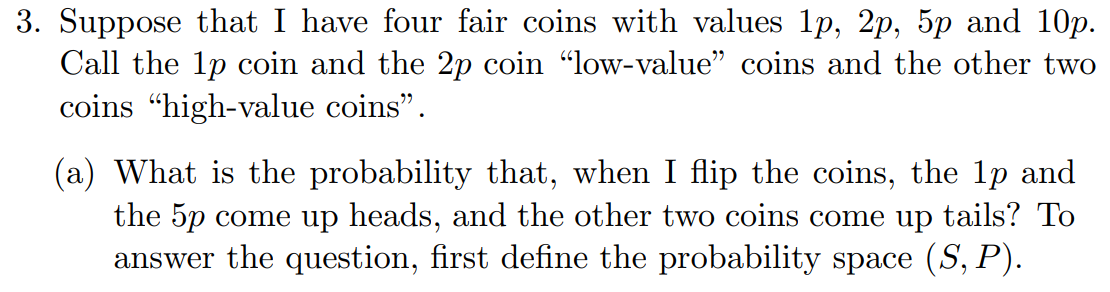 3. Suppose that I have four fair coins with values 1p, 2p, 5p and 10p.
Call the 1p coin and the 2p coin “low-value” coins and the other two
coins “high-value coins”.
(a) What is the probability that, when I flip the coins, the 1p and
the 5p come up heads, and the other two coins come up tails? To
answer the question, first define the probability space (S, P).